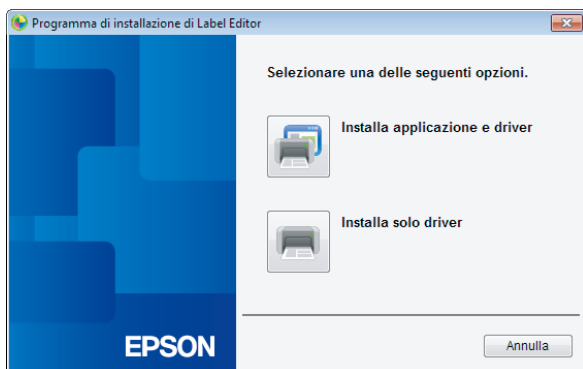 Programma di installazione di Label Editor
Selezionare una delle seguenti opzioni.
Installa applicazione e driver
Installa solo driver
EPSON
Annulla